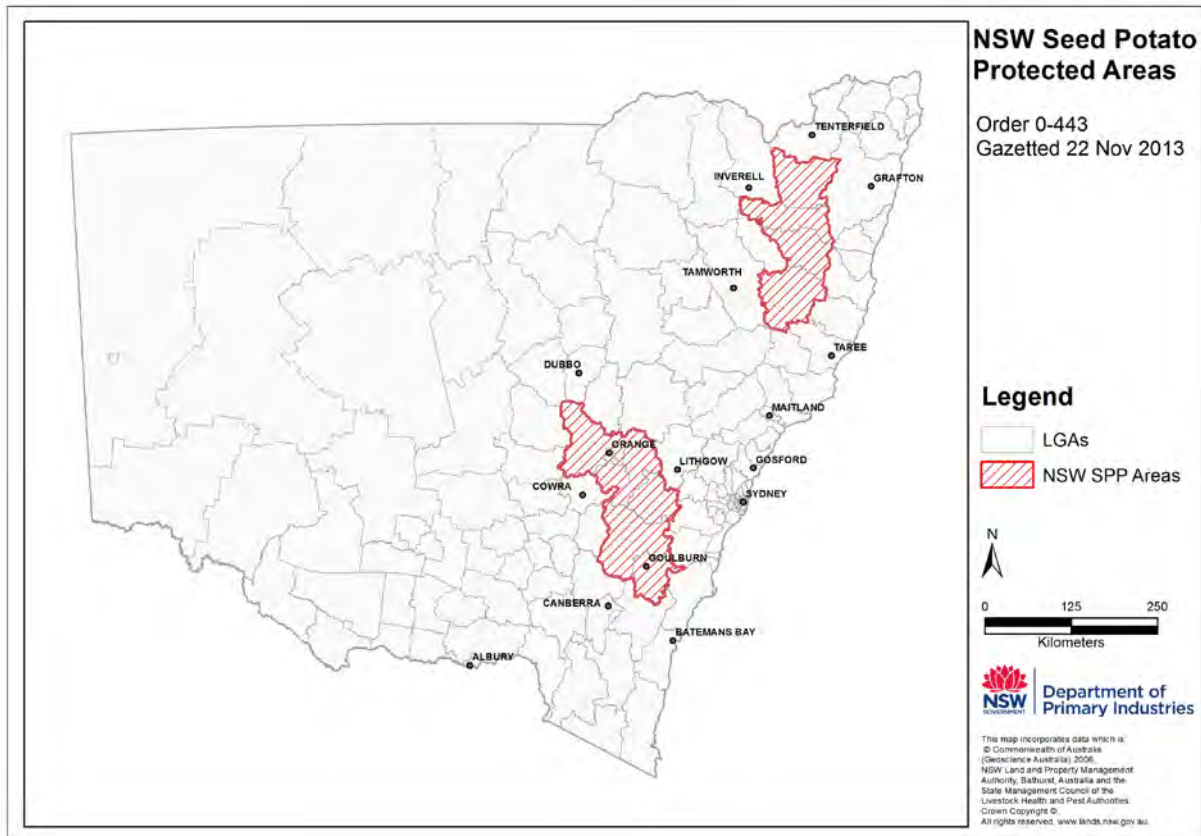 NSW Seed Potato
Protected Areas
Order 0-443
Gazetted 22 Nov 2013
TENTERFIELD
INVERELL
GRAFTON
TAMWORTH
TAREE
DUBBO
MAITLAND
ORANGE
LITHGOW
GOSFORD
COWRA
SYDNEY
GOULBURN
CANBERRA
BATEMANS BAY
ALBURY
Legend
LGAs
NSW SPP Areas
N
0 125 250
Kilometers
NSW
GOVERNMENT
Department of
Primary Industries
This map incorporates data which is:
© Commonwealth of Australia
(Geoscience Australia) 2006,
NSW Land and Property Management
Authority, Bathurst, Australia and the
State Management Council of the
Livestock Health and Pest Authorities.
Crown Copyright ©.
All rights reserved, www.lands.nsw.gov.au.